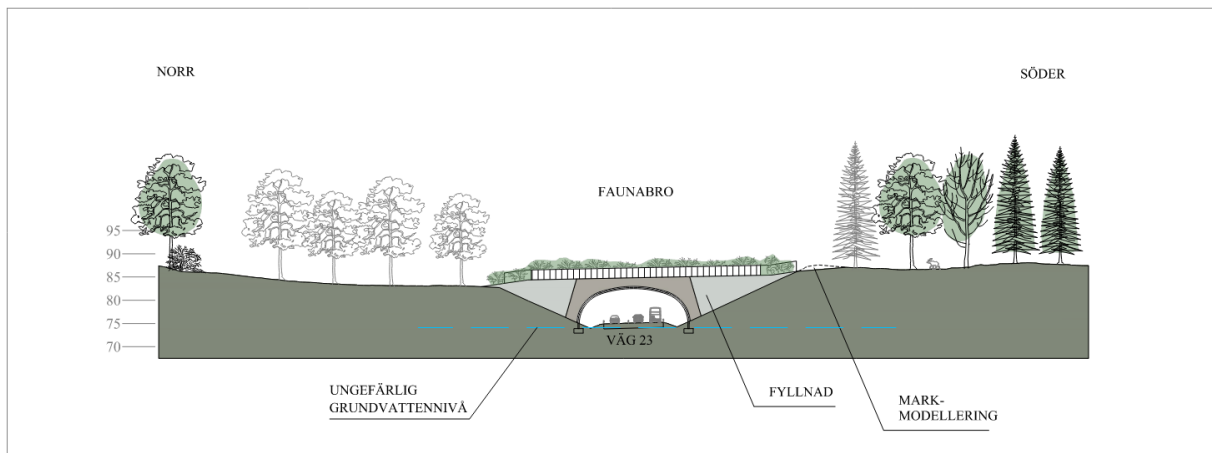 NORR
SÖDER
FAUNABRO
95
90
85
80
75
70
VÄG 23
UNGEFÄRLIG
GRUNDVATTENNIVÅ
FYLLNAD
MARK-
MODELLERING